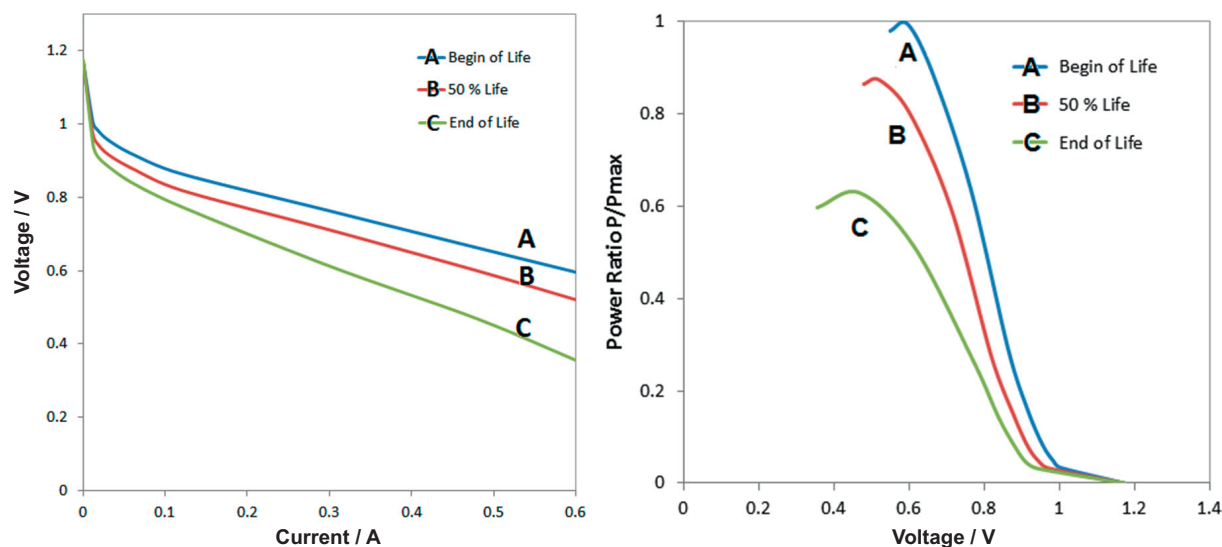 1.2
1
0.8
0.6
0.4
0.2
0
Voltage / V
A Begin of Life
B 50 % Life
C End of Life
A
B
C
0 0.1 0.2 0.3 0.4 0.5 0.6
Current / A
1
0.8
0.6
0.4
0.2
0
Power Ratio P/Pmax
A
B
C
A Begin of Life
B 50 % Life
C End of Life
0 0.2 0.4 0.6 0.8 1 1.2 1.4
Voltage / V